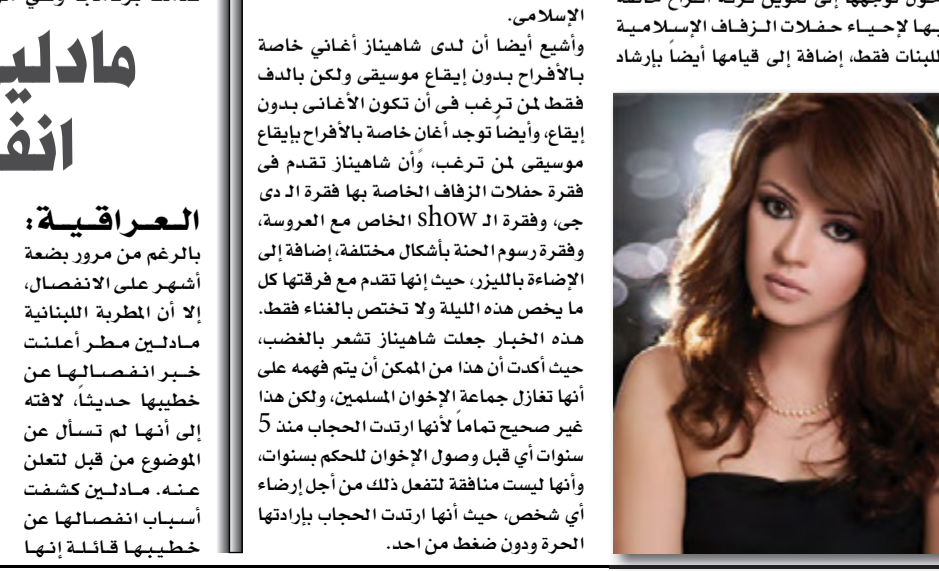 بها لإحياء حفلات الزفاف الإسلامية
للبنات فقط، إضافة إلى قيامها أيضاً بإرشاد
الإسلامى.
وأشيع أيضا أن لدى شاهيناز أغاني خاصة
بالأفراح بدون إيقاع موسيقى ولكن بالدف
فقط لمن ترغب فى أن تكون الأغانى بدون
إيقاع، وأيضاً توجد أغان خاصة بالأفراح بإيقاع
موسيقى لمن ترغب، وأن شاهيناز تقدم فى
فقرة حفلات الزفاف الخاصة بها فقرة الـ دى
جى، وفقرة الـ show الخاص مع العروسة،
وفقرة رسوم الحنة بأشكال مختلفة، إضافة إلى
الإضاءة بالليزر، حيث إنها تقدم مع فرقتها كل
ما يخص هذه الليلة ولا تختص بالغناء فقط.
هذه الخبار جعلت شاهيناز تشعر بالغضب،
حيث أكدت أن هذا من الممكن أن يتم فهمه على
أنها تغازل جماعة الإخوان المسلمين، ولكن هذا
غير صحيح تماماً لأنها ارتدت الحجاب منذ 5
سنوات أي قبل وصول الإخوان للحكم بسنوات،
وأنها ليست منافقة لتفعل ذلك من أجل إرضاء
أي شخص، حيث أنها ارتدت الحجاب بإرادتها
الحرة ودون ضغط من احد.
العراقية:
بالرغم من مرور بضعة
أشهر على الانفصال،
إلا أن المطربة اللبنانية
مادلين مطر أعلنت
خبر انفصالها عن
خطيبها حديثاً، لافته
إلى أنها لم تسأل عن
الموضوع من قبل لتعلن
عنه. مادلين كشفت
أسباب انفصالها عن
خطيبها قائلة إنها